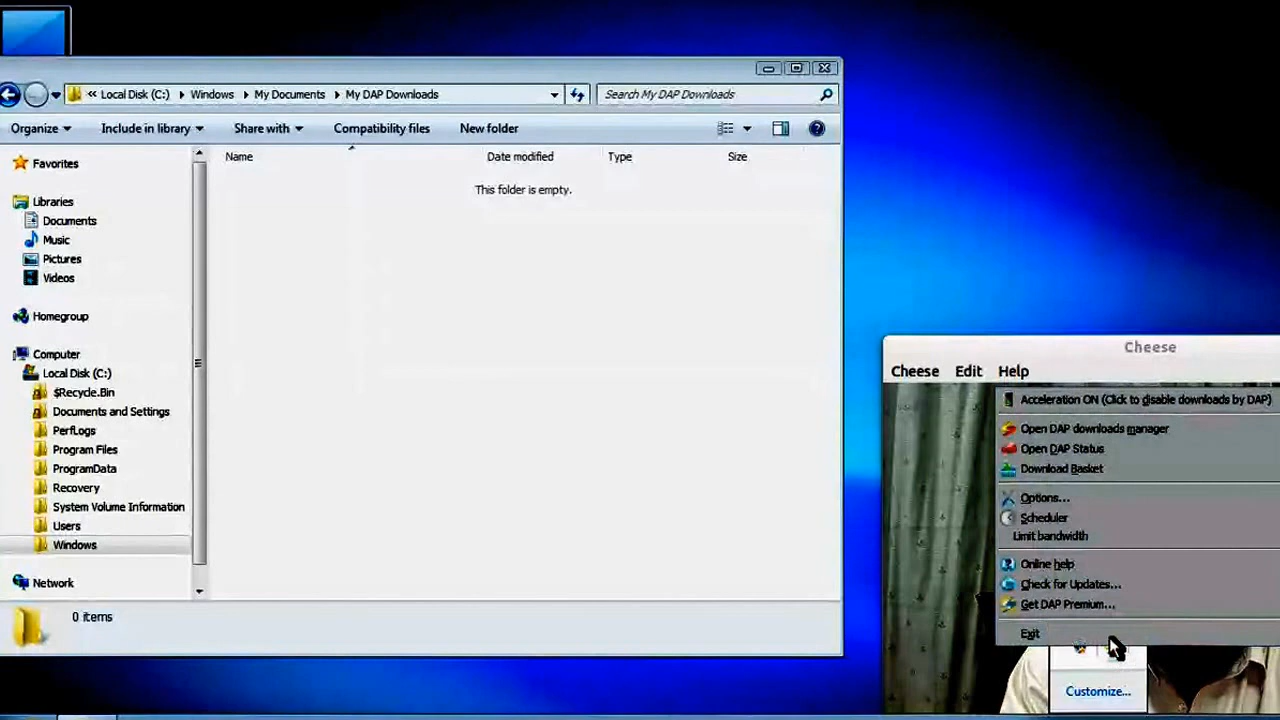 « Local Disk (C:) Windows My Documents My DAP Downloads Search My DAP Downloads
Organize Include in library Share with Compatibility files New folder
Name Date modified Type Size
This folder is empty.
Favorites
Libraries
Documents
Music
Pictures
Videos
Homegroup
Computer
Local Disk (C:)
$Recycle.Bin
Documents and Settings
PerfLogs
Program Files
ProgramData
Recovery
System Volume Information
Users
Windows
Network
0 items
Cheese
Cheese Edit Help
Acceleration ON (Click to disable downloads by DAP)
Open DAP downloads manager
Open DAP Status
Download Basket
Options...
Scheduler
Limit bandwidth
Online help
Check for Updates...
Get DAP Premium...
Exit
Customize...